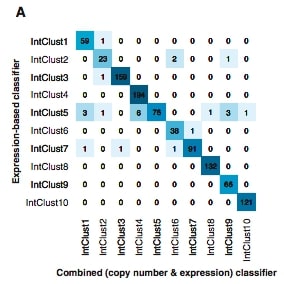 A
IntClust1 59 1 0 0 0 0 0 0 0 0
IntClust2 0 23 0 0 0 2 0 0 1 0
IntClust3 0 1 159 0 0 0 0 0 0 0
IntClust4 0 0 0 194 0 0 0 0 0 0
IntClust5 3 1 0 6 76 0 0 1 3 1
IntClust6 0 0 0 0 0 38 1 0 0 0
IntClust7 1 0 1 0 0 1 91 0 0 0
IntClust8 0 0 0 0 0 0 0 132 0 0
IntClust9 0 0 0 0 0 0 0 0 65 0
IntClust10 0 0 0 0 0 0 0 0 0 121
Expression-based classifier
IntClust1 IntClust2 IntClust3 IntClust4 IntClust5 IntClust6 IntClust7 IntClust8 IntClust9 IntClust10
Combined (copy number & expression) classifier